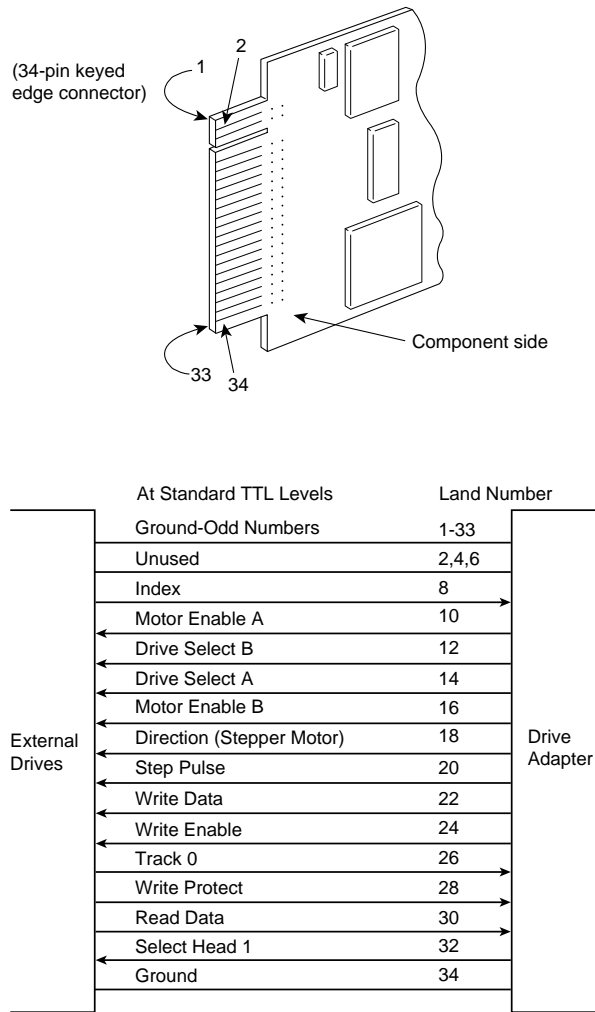 (34-pin keyed
edge connector)
1
2
Component side
33
34
At Standard TTL Levels Land Number
Ground-Odd Numbers 1-33
Unused 2,4,6
Index 8
Motor Enable A 10
Drive Select B 12
Drive Select A 14
Motor Enable B 16
Direction (Stepper Motor) 18
Step Pulse 20
Write Data 22
Write Enable 24
Track 0 26
Write Protect 28
Read Data 30
Select Head 1 32
Ground 34
External
Drives
Drive
Adapter